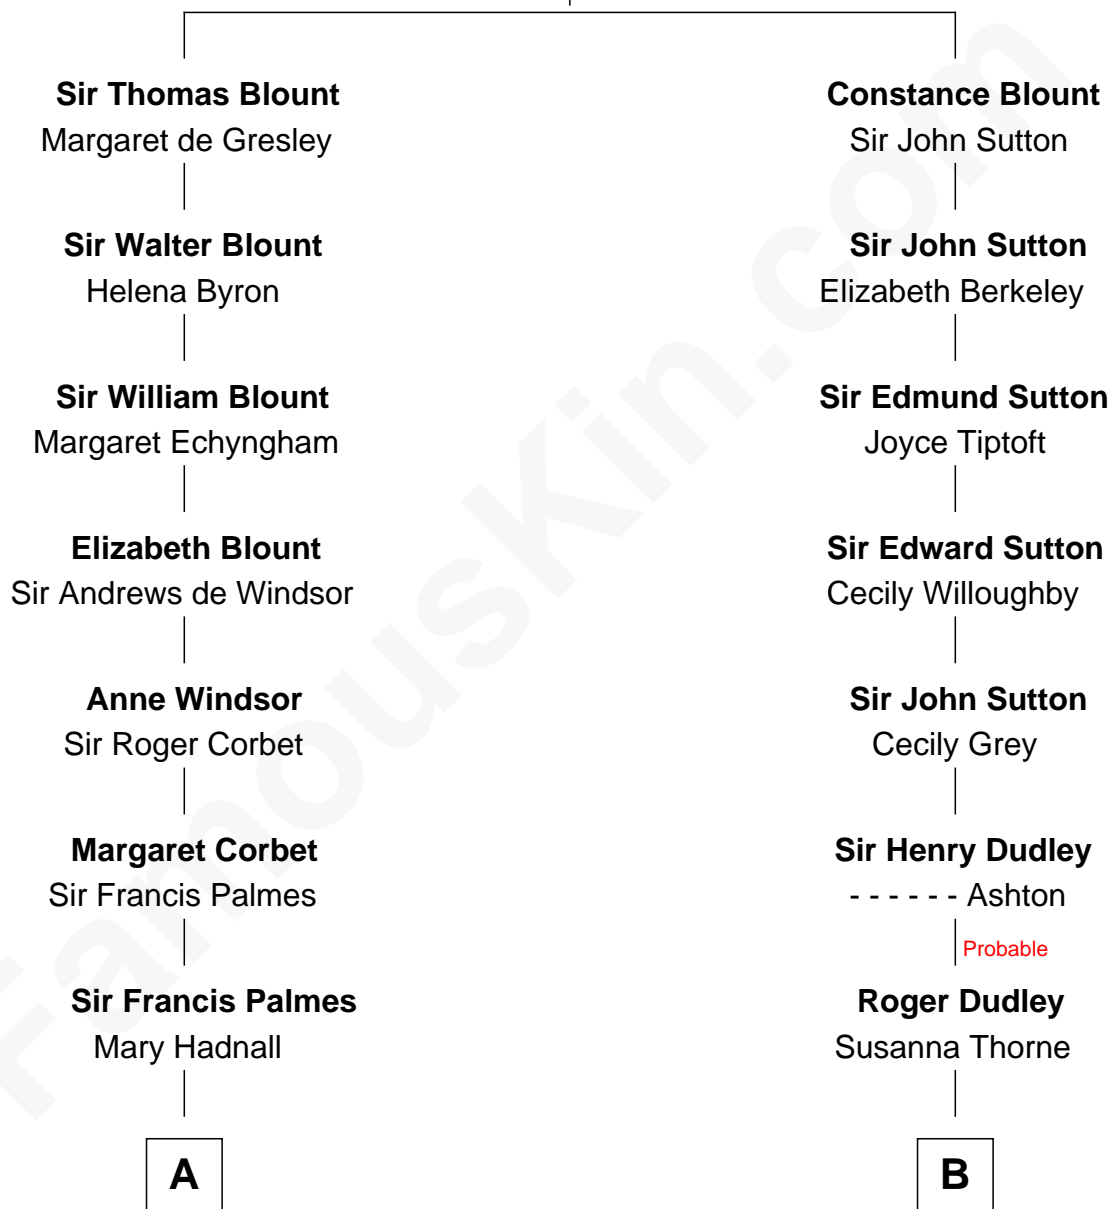 Sir Thomas Blount
Margaret de Gresley
Sir Walter Blount
Helena Byron
Sir William Blount
Margaret Echyngham
Elizabeth Blount
Sir Andrews de Windsor
Anne Windsor
Sir Roger Corbet
Margaret Corbet
Sir Francis Palmes
Sir Francis Palmes
Mary Hadnall
A
Constance Blount
Sir John Sutton
Sir John Sutton
Elizabeth Berkeley
Sir Edmund Sutton
Joyce Tiptoft
Sir Edward Sutton
Cecily Willoughby
Sir John Sutton
Cecily Grey
Sir Henry Dudley
- - - - - - Ashton
Probable
Roger Dudley
Susanna Thorne
B
FamousKin.com